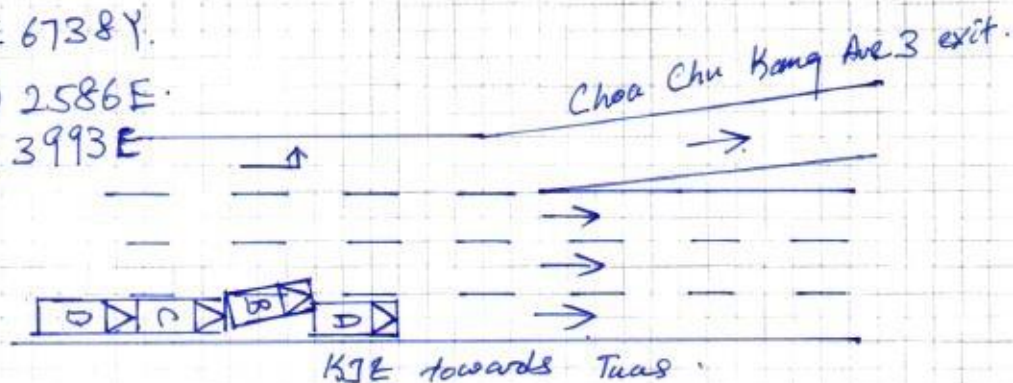 6738Y.
2586E.
3993E
Choa Chu Kang Ave 3 exit.
D C B A
KJE towards Tuas.